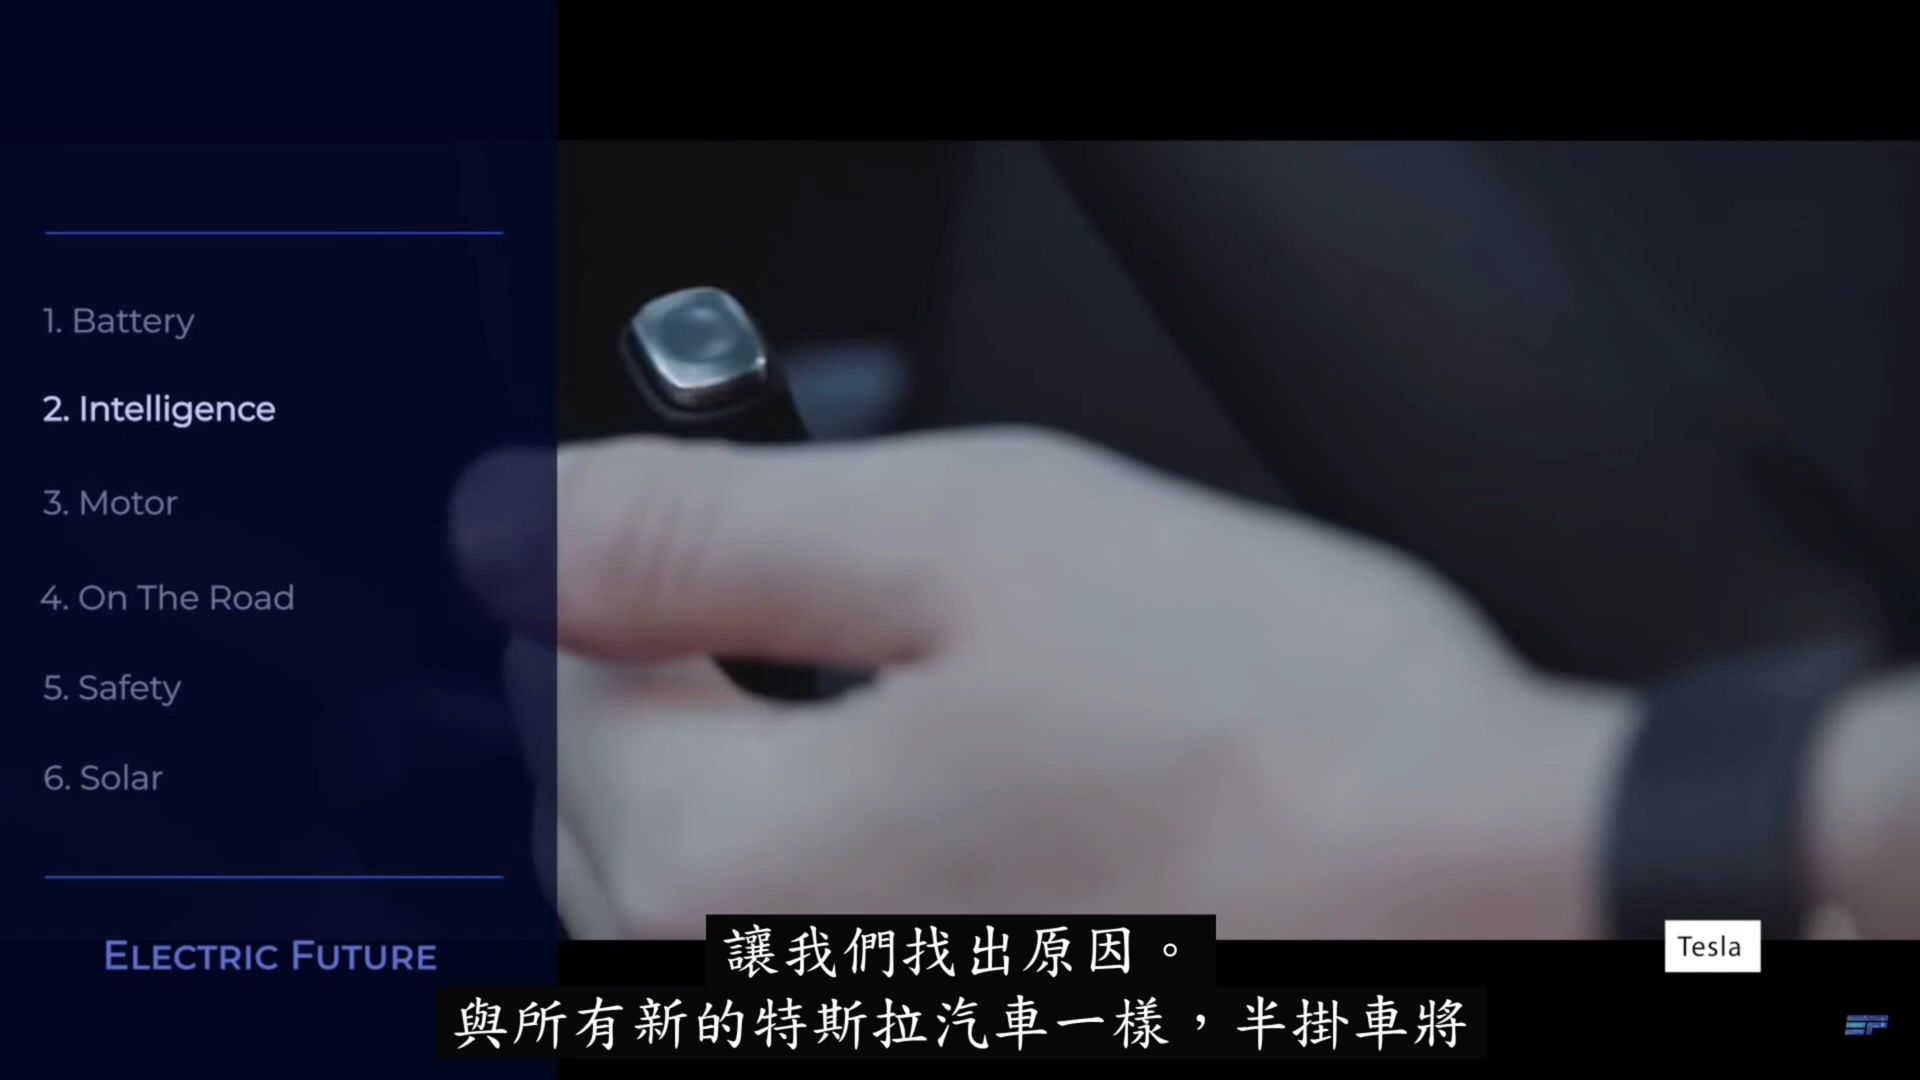 1. Battery
2. Intelligence
3. Motor
4. On The Road
5. Safety
6. Solar
ELECTRIC FUTURE
讓我們找出原因。
與所有新的特斯拉汽車一樣，半掛車將
Tesla
EF